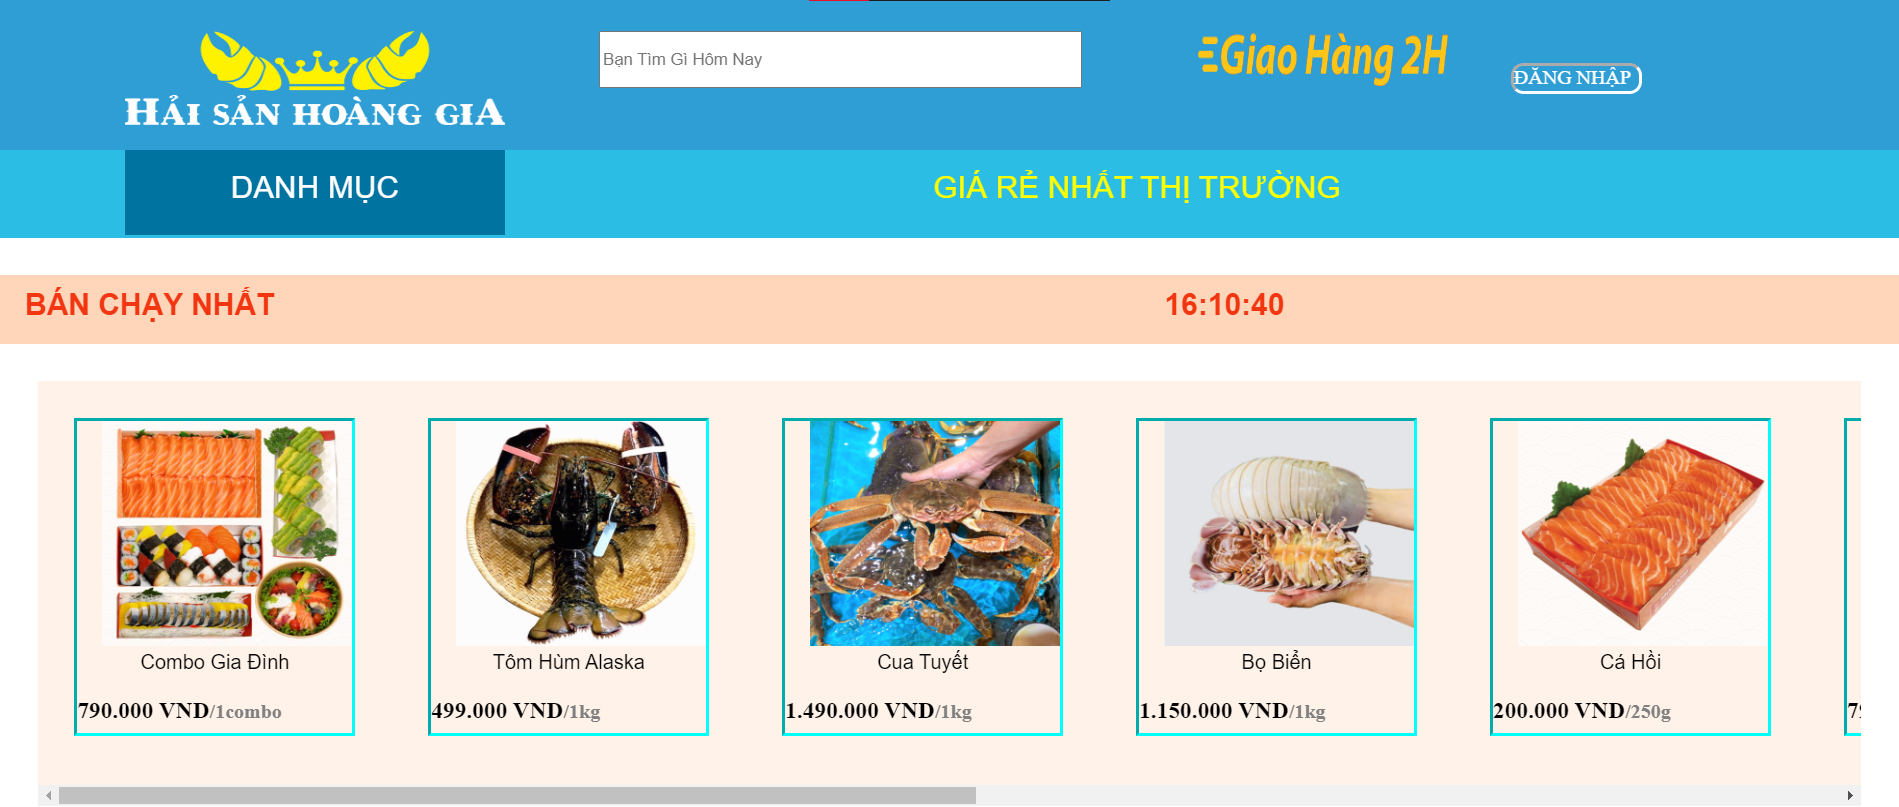 HẢI SẢN HOÀNG GIA
Bạn Tìm Gì Hôm Nay
Giao Hàng 2H
ĐĂNG NHẬP
DANH MỤC
GIÁ RẺ NHẤT THỊ TRƯỜNG
BÁN CHẠY NHẤT
16:10:40
Combo Gia Đình
790.000 VND/1combo
Tôm Hùm Alaska
499.000 VND/1kg
Cua Tuyết
1.490.000 VND/1kg
Bọ Biển
1.150.000 VND/1kg
Cá Hồi
200.000 VND/250g